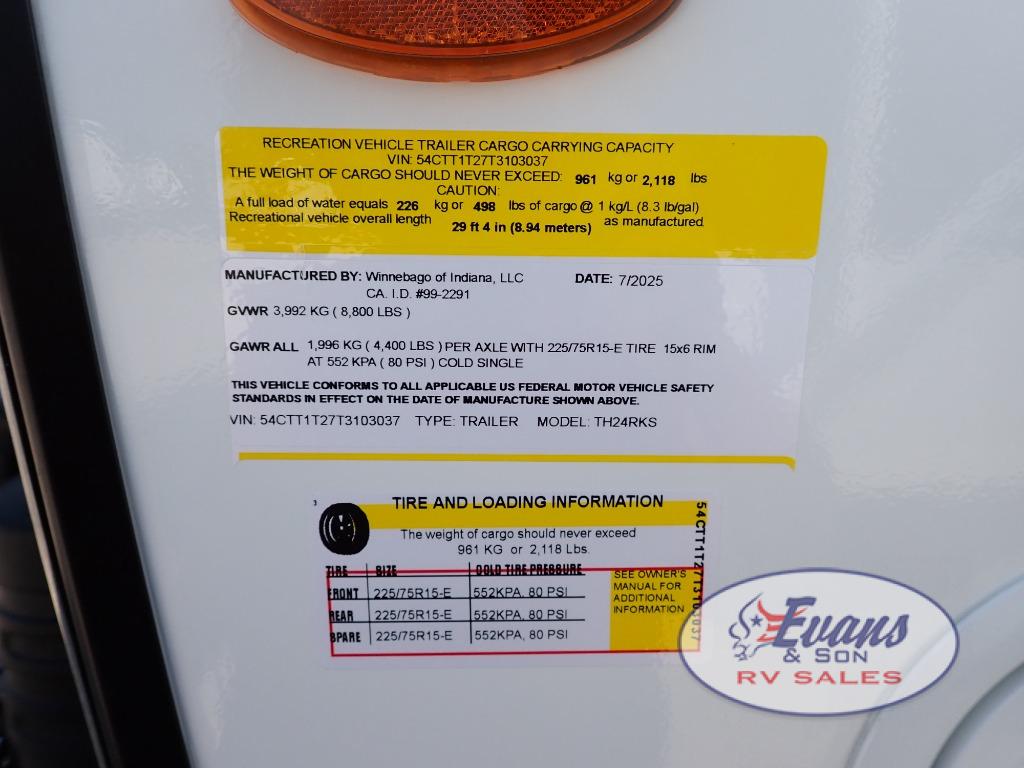 RECREATION VEHICLE TRAILER CARGO CARRYING CAPACITY
VIN: 54CTT1T27T3103037
THE WEIGHT OF CARGO SHOULD NEVER EXCEED: 961 kg or 2,118 lbs
CAUTION:
A full load of water equals 226 kg or 498 lbs of cargo @ 1 kg/L (8.3 lb/gal)
Recreational vehicle overall length 29 ft 4 in (8.94 meters) as manufactured.
MANUFACTURED BY: Winnebago of Indiana, LLC DATE: 7/2025
CA. I.D. #99-2291
GVWR 3,992 KG ( 8,800 LBS )
GAWR ALL 1,996 KG ( 4,400 LBS ) PER AXLE WITH 225/75R15-E TIRE 15x6 RIM
AT 552 KPA ( 80 PSI ) COLD SINGLE
THIS VEHICLE CONFORMS TO ALL APPLICABLE US FEDERAL MOTOR VEHICLE SAFETY
STANDARDS IN EFFECT ON THE DATE OF MANUFACTURE SHOWN ABOVE.
VIN: 54CTT1T27T3103037 TYPE: TRAILER MODEL: TH24RKS
3
TIRE AND LOADING INFORMATION
The weight of cargo should never exceed
961 KG or 2,118 Lbs.
TIRE SIZE COLD TIRE PRESSURE
FRONT 225/75R15-E 552KPA, 80 PSI
REAR 225/75R15-E 552KPA, 80 PSI
SPARE 225/75R15-E 552KPA, 80 PSI
SEE OWNER'S
MANUAL FOR
ADDITIONAL
INFORMATION
54CTT1T27T3103037
Evans
& SON
RV SALES